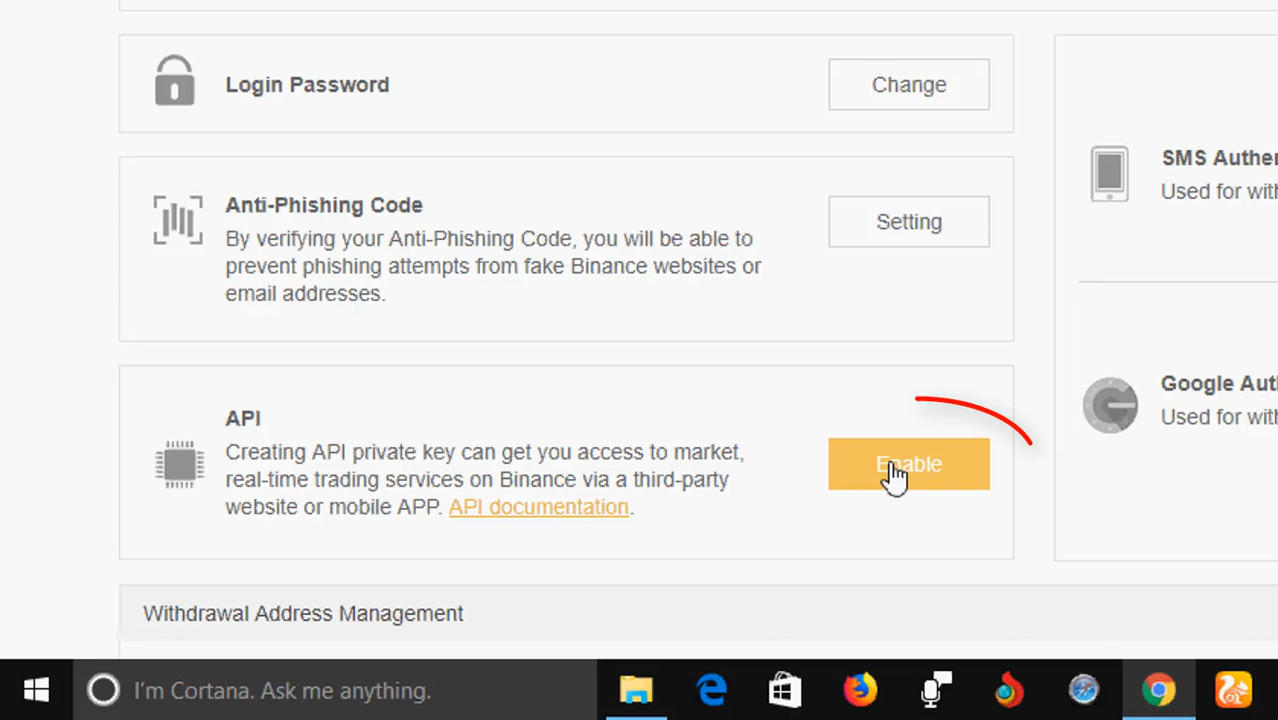 Login Password
Change
Anti-Phishing Code
By verifying your Anti-Phishing Code, you will be able to
prevent phishing attempts from fake Binance websites or
email addresses.
Setting
API
Creating API private key can get you access to market,
real-time trading services on Binance via a third-party
website or mobile APP. API documentation.
Enable
SMS Authen
Used for with
Google Auth
Used for with
Withdrawal Address Management
I'm Cortana. Ask me anything.